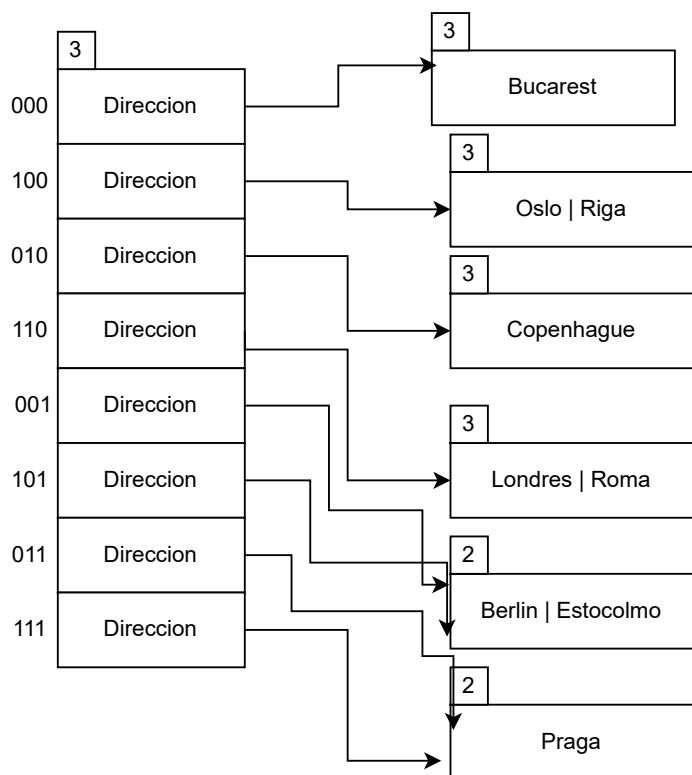 3
3
000 Direccion Bucarest
3
100 Direccion Oslo | Riga
3
010 Direccion Copenhague
110 Direccion
3
001 Direccion Londres | Roma
101 Direccion
2
011 Direccion Berlin | Estocolmo
111 Direccion
2
Praga